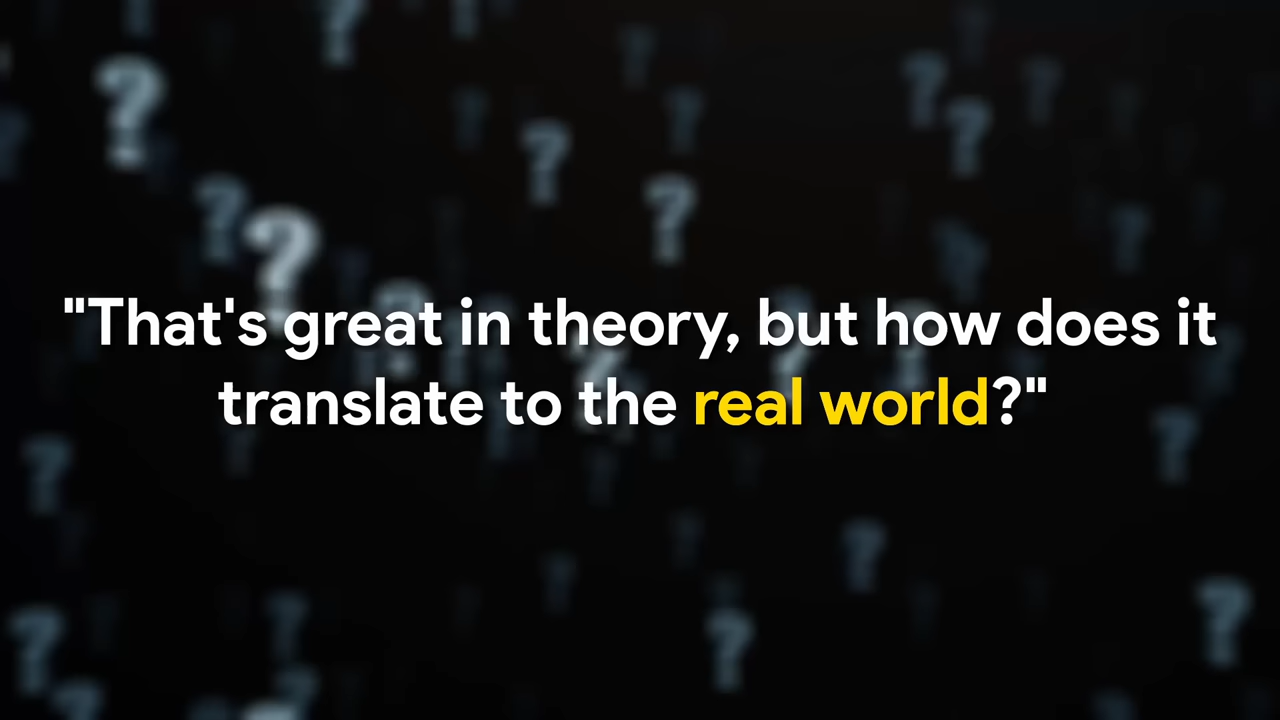 "That's great in theory, but how does it
translate to the real world?"